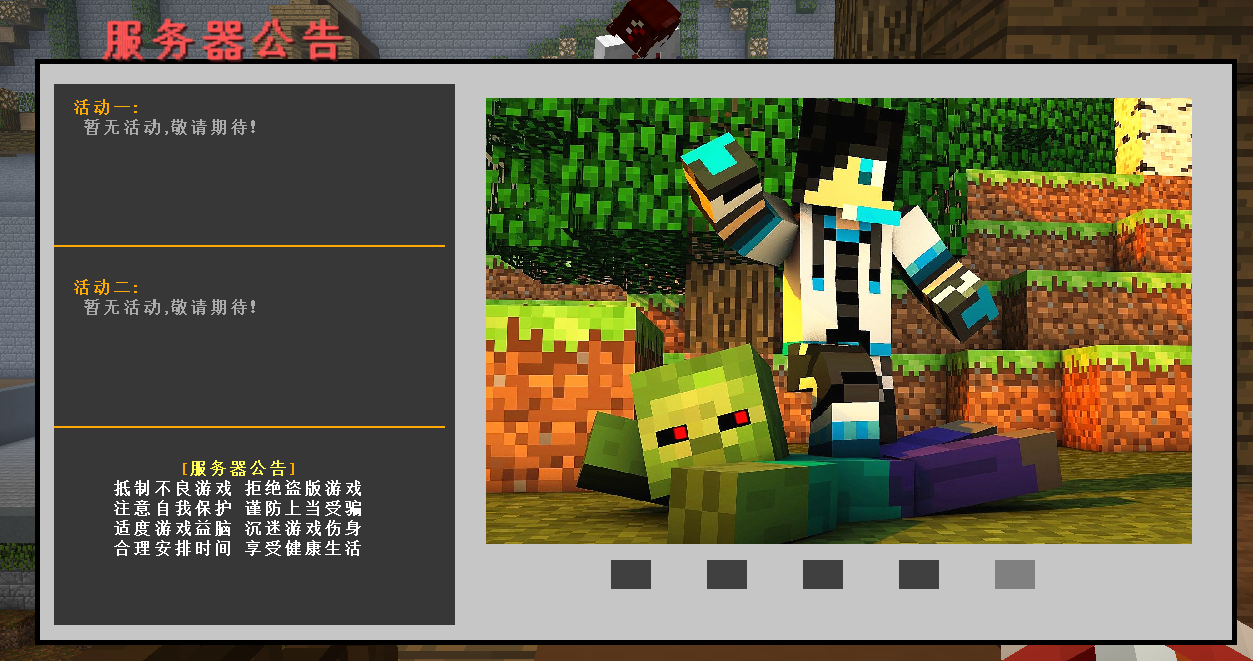 服务器公告
活动一:
暂无活动,敬请期待!
活动二:
暂无活动,敬请期待!
[服务器公告]
抵制不良游戏 拒绝盗版游戏
注意自我保护 谨防上当受骗
适度游戏益脑 沉迷游戏伤身
合理安排时间 享受健康生活